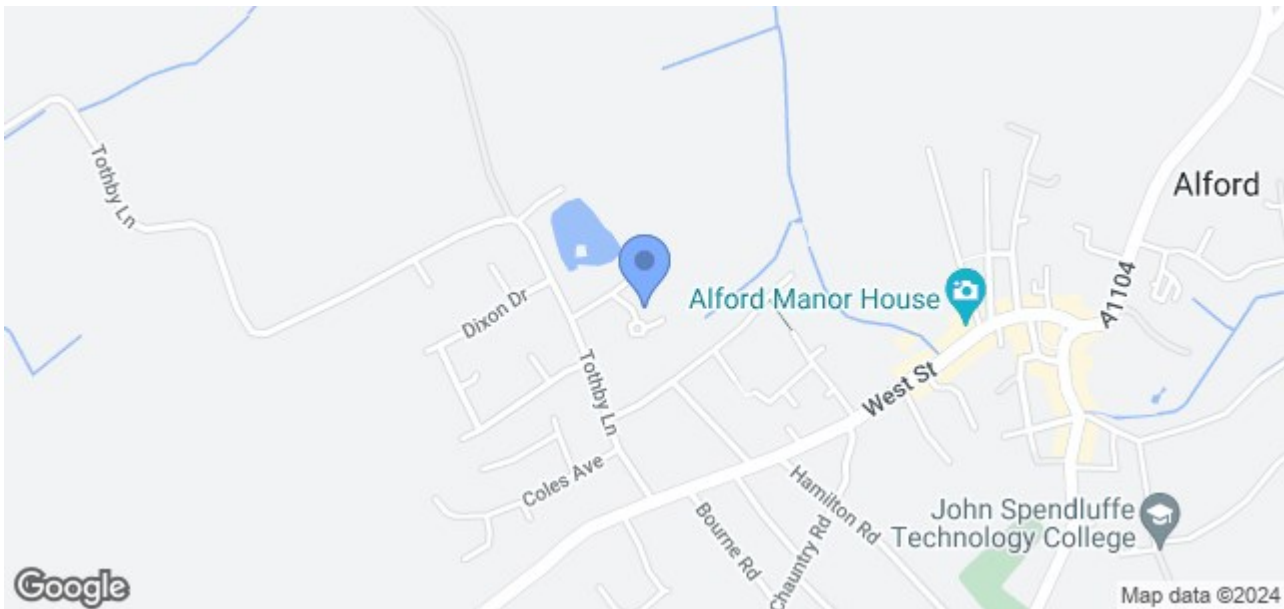 Tothby Ln
Alford
A1104
Alford Manor House
Dixon Dr
Tothby Ln
West St
Coles Ave
Hamilton Rd
Bourne Rd
Chauntry Rd
John Spendluffe
Technology College
Google
Map data ©2024